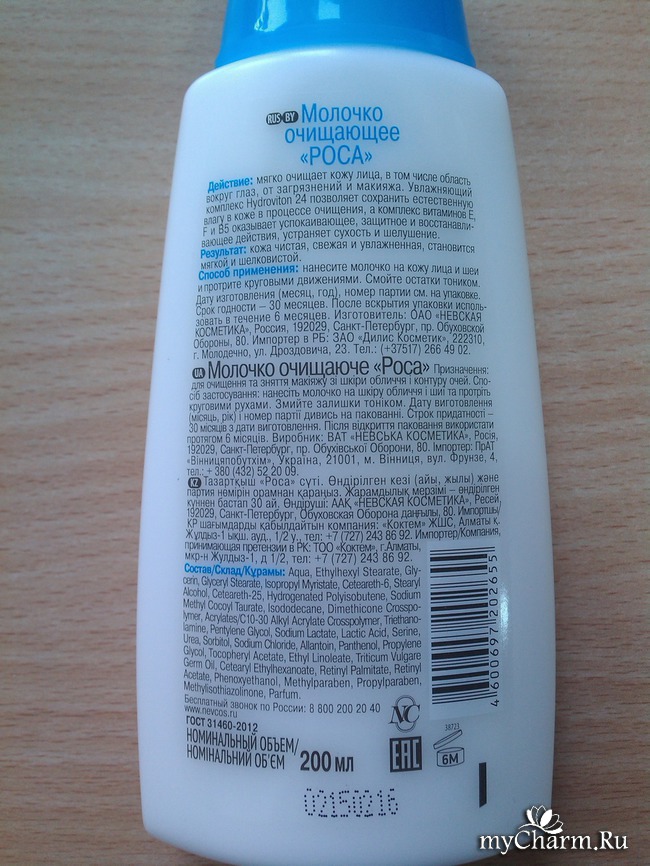 RUS BY Молочко
очищающее
«РОСА»
Действие: мягко очищает кожу лица, в том числе область
вокруг глаз, от загрязнений и макияжа. Увлажняющий
комплекс Hydroviton 24 позволяет сохранить естественную
влагу в коже в процессе очищения, а комплекс витаминов Е,
F и В5 оказывает успокаивающее, защитное и восстанавли-
вающее действия, устраняет сухость и шелушение.
Результат: кожа чистая, свежая и увлажненная, становится
мягкой и шелковистой.
Способ применения: нанесите молочко на кожу лица и шеи
и протрите круговыми движениями. Смойте остатки тоником.
Дату изготовления (месяц, год), номер партии см. на упаковке.
Срок годности – 30 месяцев. После вскрытия упаковки исполь-
зовать в течение 6 месяцев. Изготовитель: ОАО «НЕВСКАЯ
КОСМЕТИКА», Россия, 192029, Санкт-Петербург, пр. Обуховской
Обороны, 80. Импортер в РБ: ЗАО «Дилис Косметик», 222310,
г. Молодечно, ул. Дроздовича, 23. Тел.: (+37517) 266 49 02.
UA Молочко очищаюче «Роса» Призначення:
для очищення та зняття макіяжу зі шкіри обличчя і контуру очей. Спо-
сіб застосування: нанесіть молочко на шкіру обличчя і шиї та протріть
круговими рухами. Змийте залишки тоніком. Дату виготовлення
(місяць, рік) і номер партії дивись на пакованні. Строк придатності –
30 місяців з дати виготовлення. Після відкриття паковання використати
протягом 6 місяців. Виробник: ВАТ «НЕВСЬКА КОСМЕТИКА», Росія,
192029, Санкт-Петербург, пр. Обухівської Оборони, 80. Імпортер: ПрАТ
«Вінницяпобутхім», Україна, 21001, м. Вінниця, вул. Фрунзе, 4,
тел.: + 380 (432) 52 20 09.
KZ Тазартқыш «Роса» сүті. Өндірілген кезі (айы, жылы) және
партия нөмірін орамнан қараңыз. Жарамдылық мерзімі – өндірілген
күннен бастап 30 ай. Өндіруші: ААҚ «НЕВСКАЯ КОСМЕТИКА», Ресей,
192029, Санкт-Петербург, Обуховская Оборона даңғылы, 80. Импортшы/
ҚР шағымдарды қабылдайтын компания: «Коктем» ЖШС, Алматы қ.
Жұлдыз-1 ықш. ауд., 1/2 ү., тел: +7 (727) 243 86 92. Импортер/Компания,
принимающая претензии в РК: ТОО «Коктем», г.Алматы,
мкр-н Жулдыз-1, д 1/2, тел: +7 (727) 243 86 92.
Состав/Склад/Құрамы: Aqua, Ethylhexyl Stearate, Gly-
cerin, Glyceryl Stearate, Isopropyl Myristate, Ceteareth-6, Stearyl
Alcohol, Ceteareth-25, Hydrogenated Polyisobutene, Sodium
Methyl Cocoyl Taurate, Isododecane, Dimethicone Crosspo-
lymer, Acrylates/C10-30 Alkyl Acrylate Crosspolymer, Triethano-
lamine, Pentylene Glycol, Sodium Lactate, Lactic Acid, Serine,
Urea, Sorbitol, Sodium Chloride, Allantoin, Panthenol, Propylene
Glycol, Tocopheryl Acetate, Ethyl Linoleate, Triticum Vulgare
Germ Oil, Cetearyl Ethylhexanoate, Retinyl Palmitate, Retinyl
Acetate, Phenoxyethanol, Methylparaben, Propylparaben,
Methylisothiazolinone, Parfum.
Бесплатный звонок по России: 8 800 200 20 40
www.nevcos.ru
ГОСТ 31460-2012
НОМИНАЛЬНЫЙ ОБЪЕМ/
НОМІНАЛЬНИЙ ОБ'ЄМ 200 мл
4600697202655
НС
ЕАС
38723
6М
02150216
myCharm.Ru